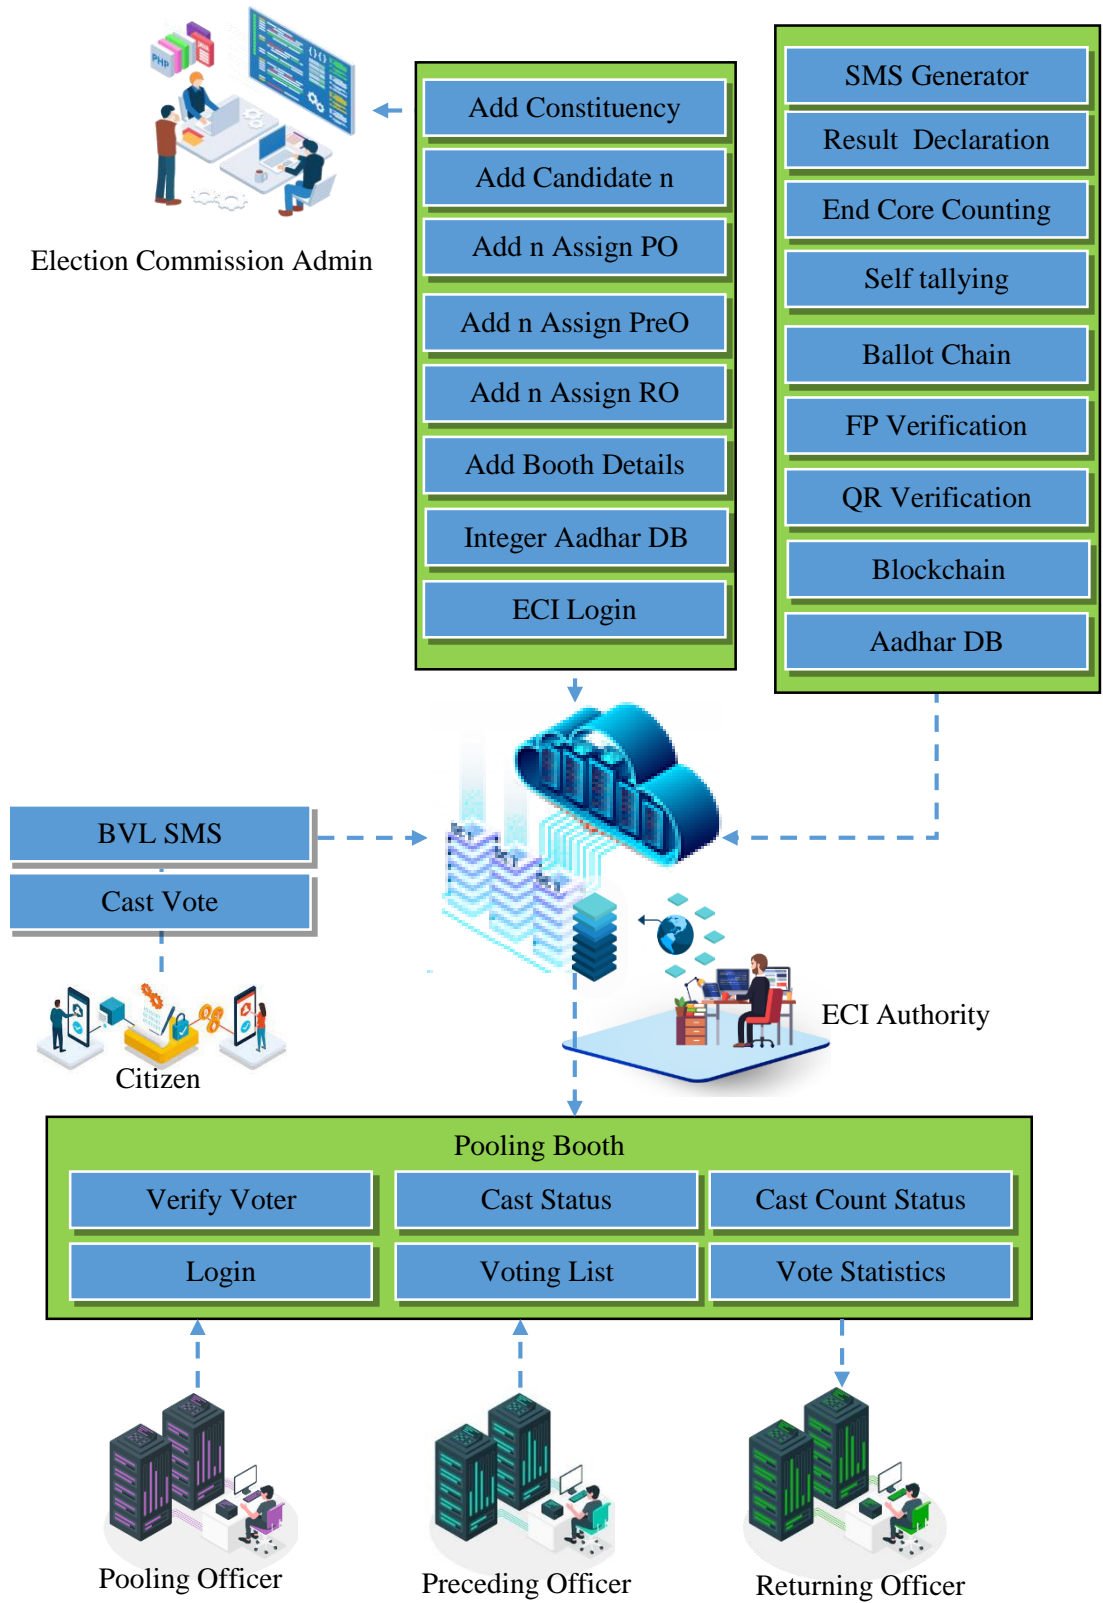 PHP
java
Election Commission Admin
Add Constituency
Add Candidate n
Add n Assign PO
Add n Assign PreO
Add n Assign RO
Add Booth Details
Integer Aadhar DB
ECI Login
SMS Generator
Result  Declaration
End Core Counting
Self tallying
Ballot Chain
FP Verification
QR Verification
Blockchain
Aadhar DB
BVL SMS
Cast Vote
Citizen
ECI Authority
Pooling Booth
Verify Voter
Cast Status
Cast Count Status
Login
Voting List
Vote Statistics
Pooling Officer
Preceding Officer
Returning Officer